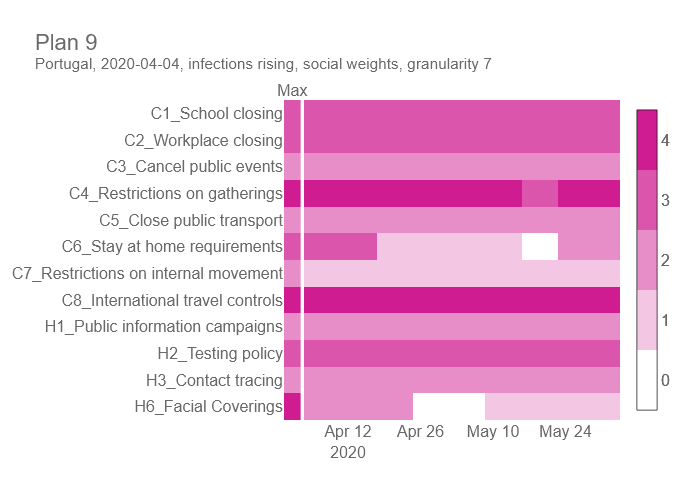 Plan 9
Portugal, 2020-04-04, infections rising, social weights, granularity 7
Max
C1_School closing
C2_Workplace closing
C3_Cancel public events
C4_Restrictions on gatherings
C5_Close public transport
C6_Stay at home requirements
C7_Restrictions on internal movement
C8_International travel controls
H1_Public information campaigns
H2_Testing policy
H3_Contact tracing
H6_Facial Coverings
Apr 12 Apr 26 May 10 May 24
2020
4
3
2
1
0